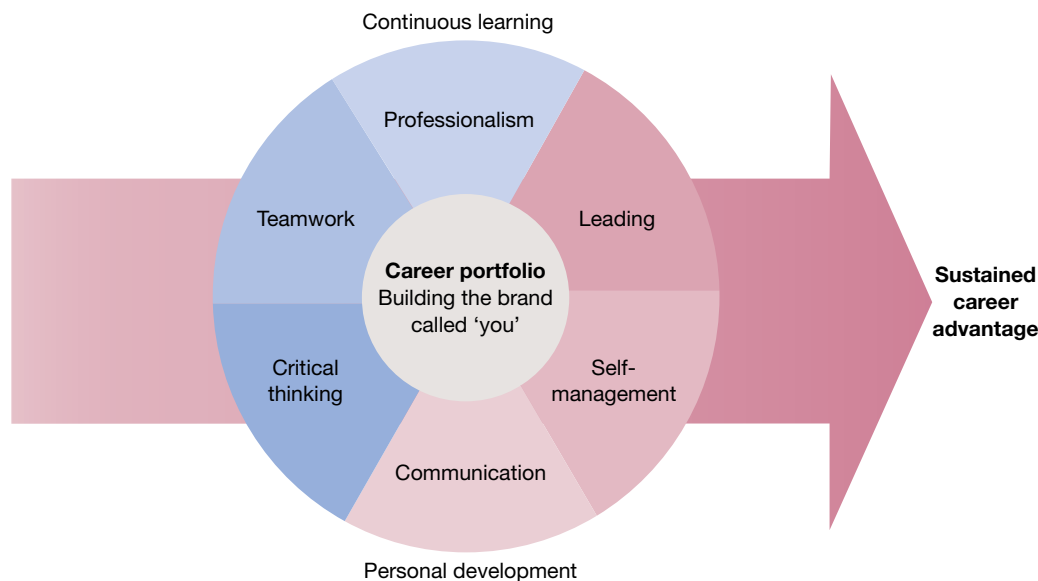 Continuous learning
Professionalism
Teamwork
Leading
Career portfolio
Building the brand
called ‘you’
Sustained
career
advantage
Critical
thinking
Self-
management
Communication
Personal development